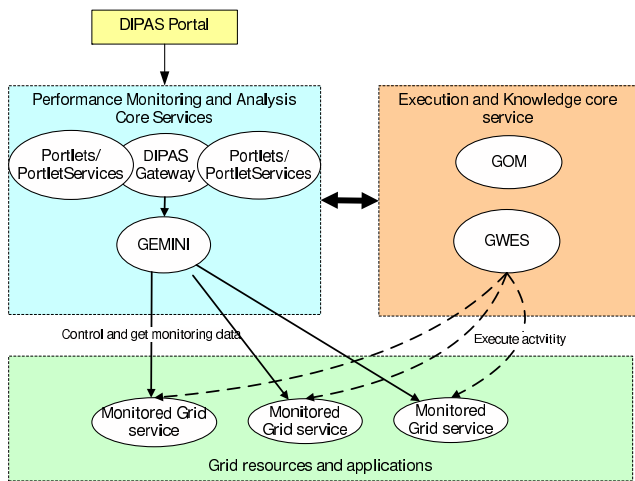 DIPAS Portal
Performance Monitoring and Analysis
Core Services
Portlets/
PortletServices
DIPAS
Gateway
Portlets/
PortletServices
GEMINI
Execution and Knowledge core
service
GOM
GWES
Control and get monitoring data
Execute actvitity
Monitored Grid
service
Monitored
Grid service
Monitored
Grid service
Grid resources and applications